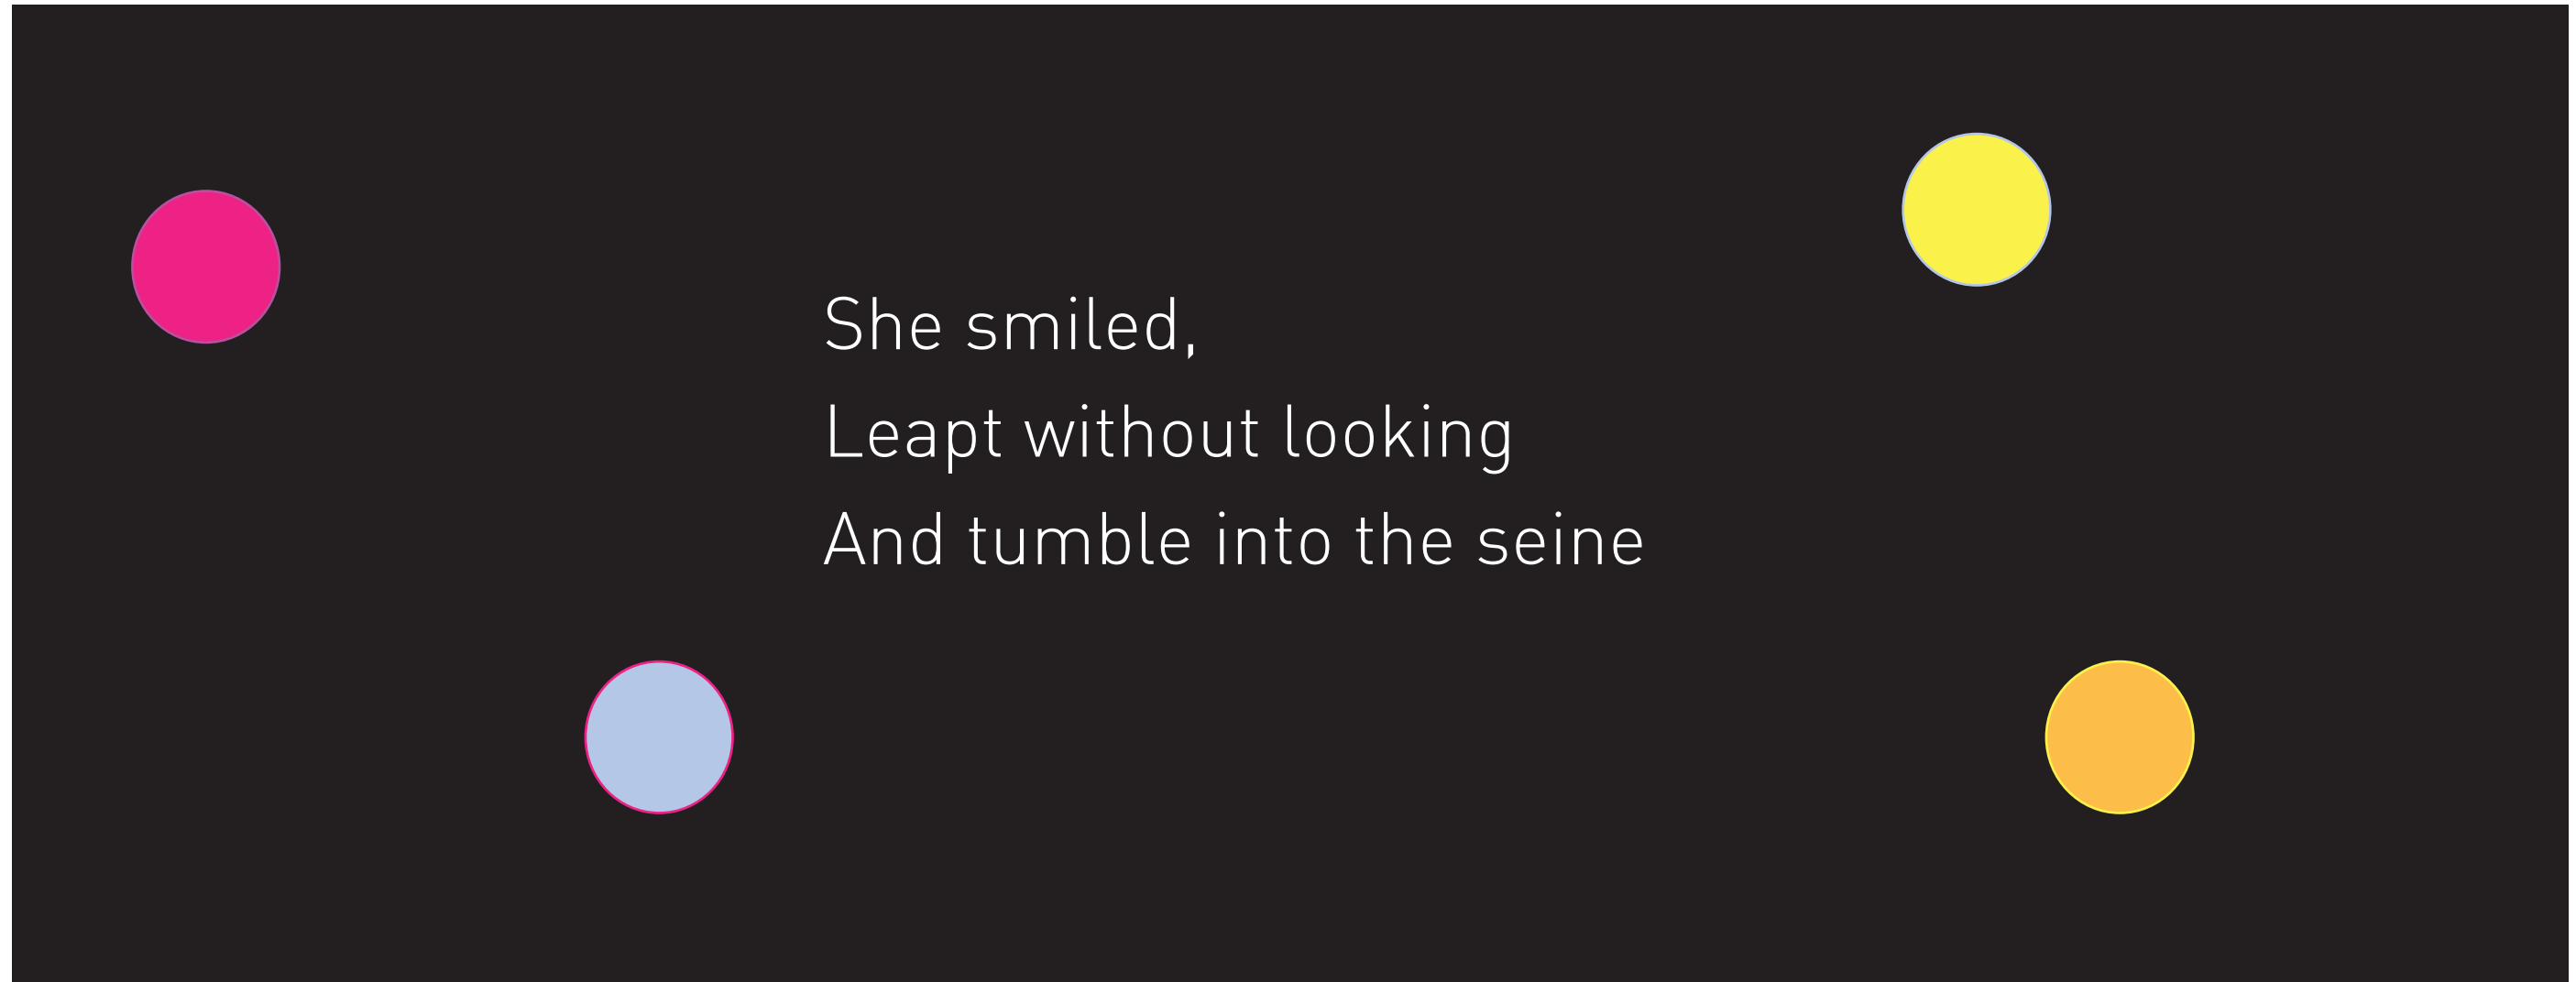 She smiled,
Leapt without looking
And tumble into the seine